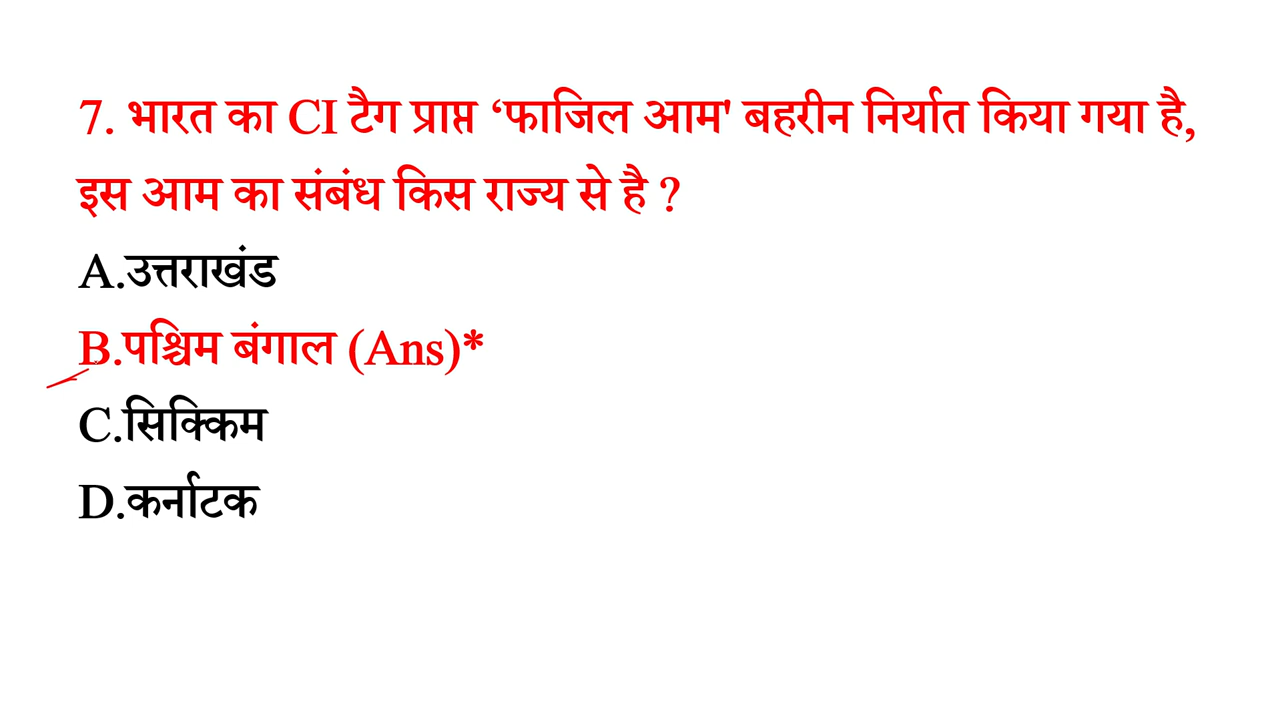 7. भारत का CI टैग प्राप्त ‘फाजिल आम' बहरीन निर्यात किया गया है,
इस आम का संबंध किस राज्य से है ?
A.उत्तराखंड
B.पश्चिम बंगाल (Ans)*
C.सिक्किम
D.कर्नाटक